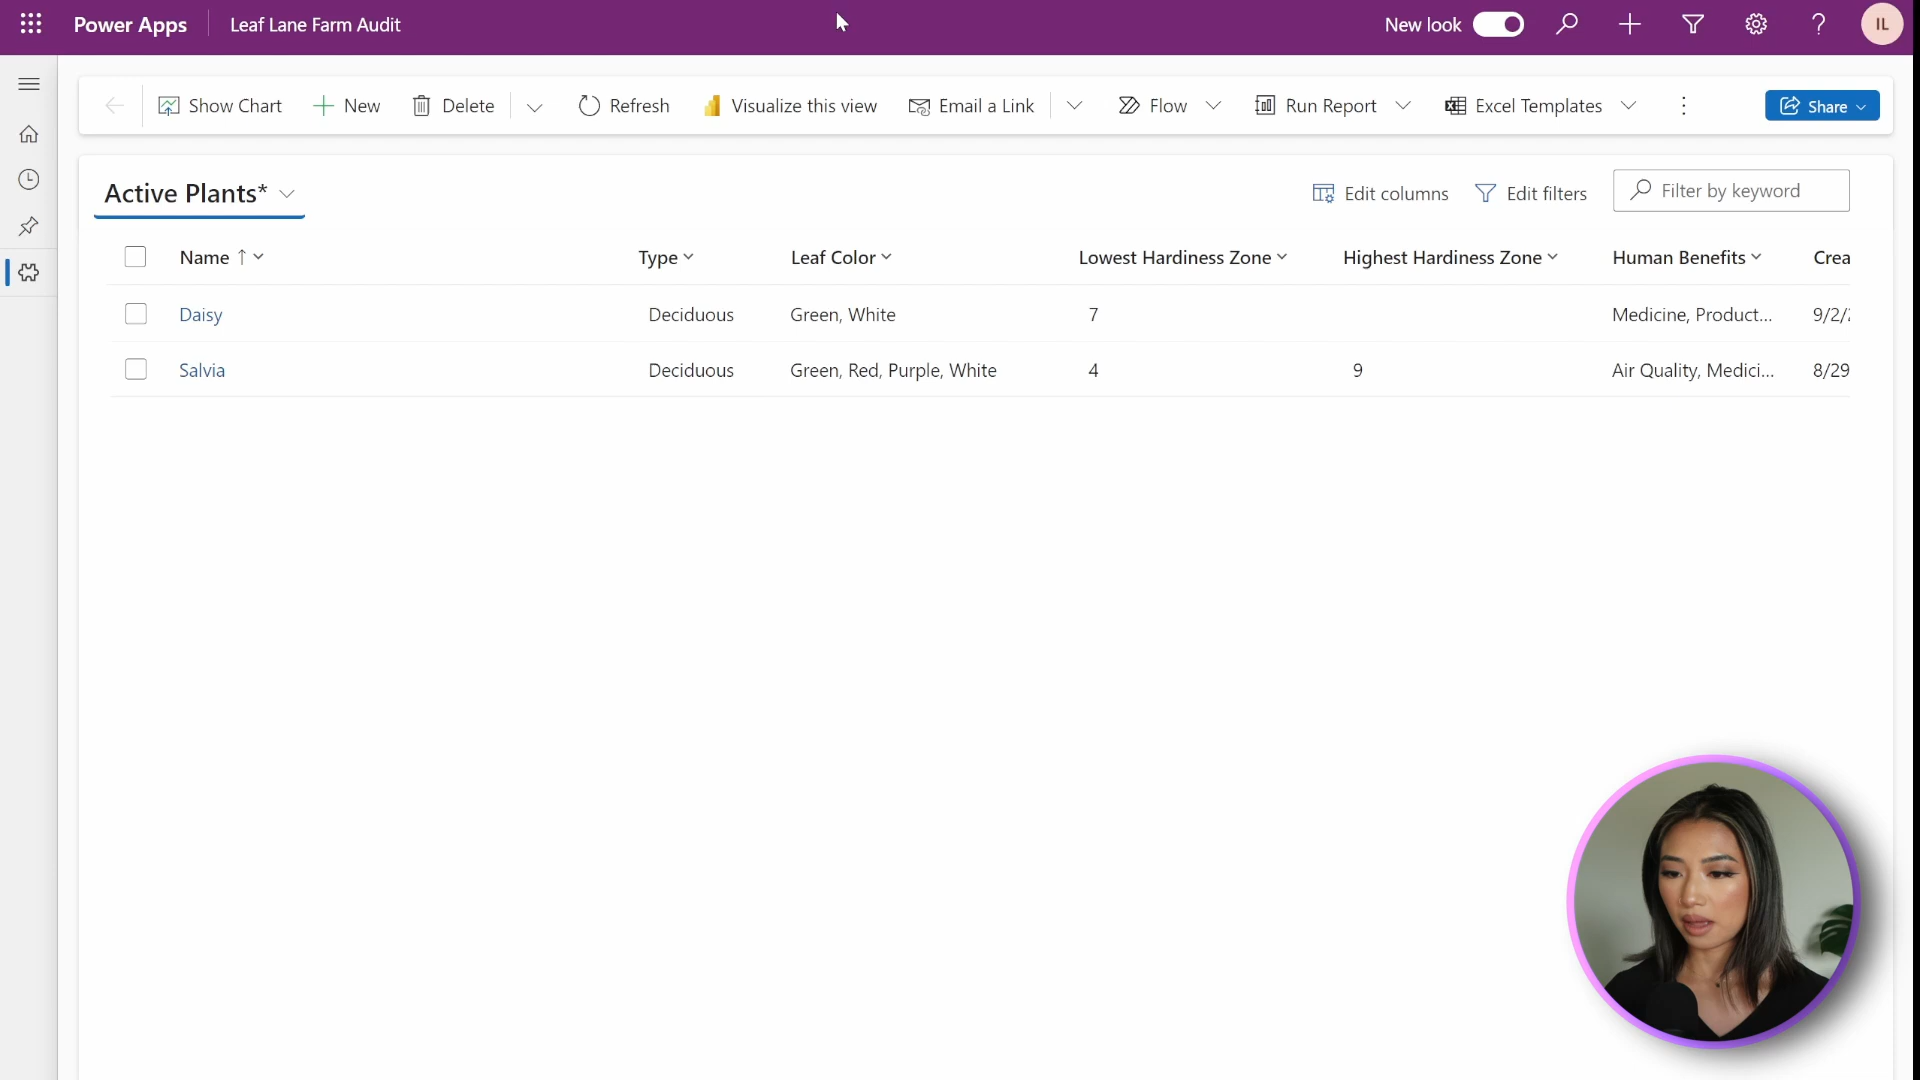 Power Apps Leaf Lane Farm Audit New look IL
Show Chart New Delete Refresh Visualize this view Email a Link Flow Run Report Excel Templates Share
Active Plants* Edit columns Edit filters Filter by keyword
Name Type Leaf Color Lowest Hardiness Zone Highest Hardiness Zone Human Benefits Crea
Daisy Deciduous Green, White 7 Medicine, Product... 9/2/
Salvia Deciduous Green, Red, Purple, White 4 9 Air Quality, Medici... 8/29